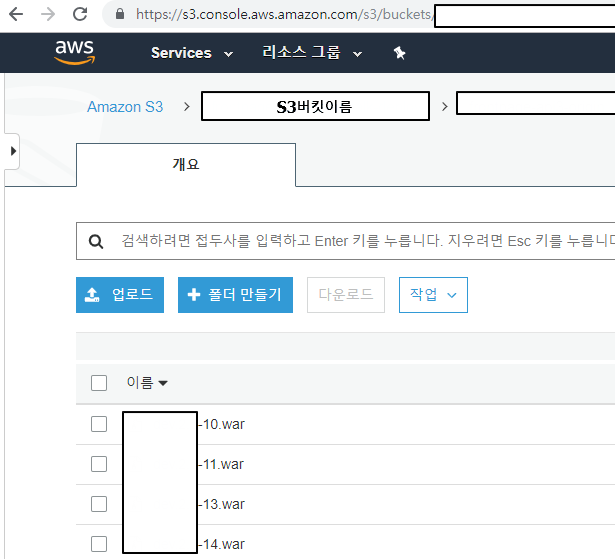 https://s3.console.aws.amazon.com/s3/buckets/
aws Services 리소스 그룹
Amazon S3 > S3버킷이름 >
개요
검색하려면 접두사를 입력하고 Enter 키를 누릅니다. 지우려면 Esc 키를 누릅니
업로드 + 폴더 만들기 다운로드 작업
이름
-10.war
-11.war
-13.war
-14.war